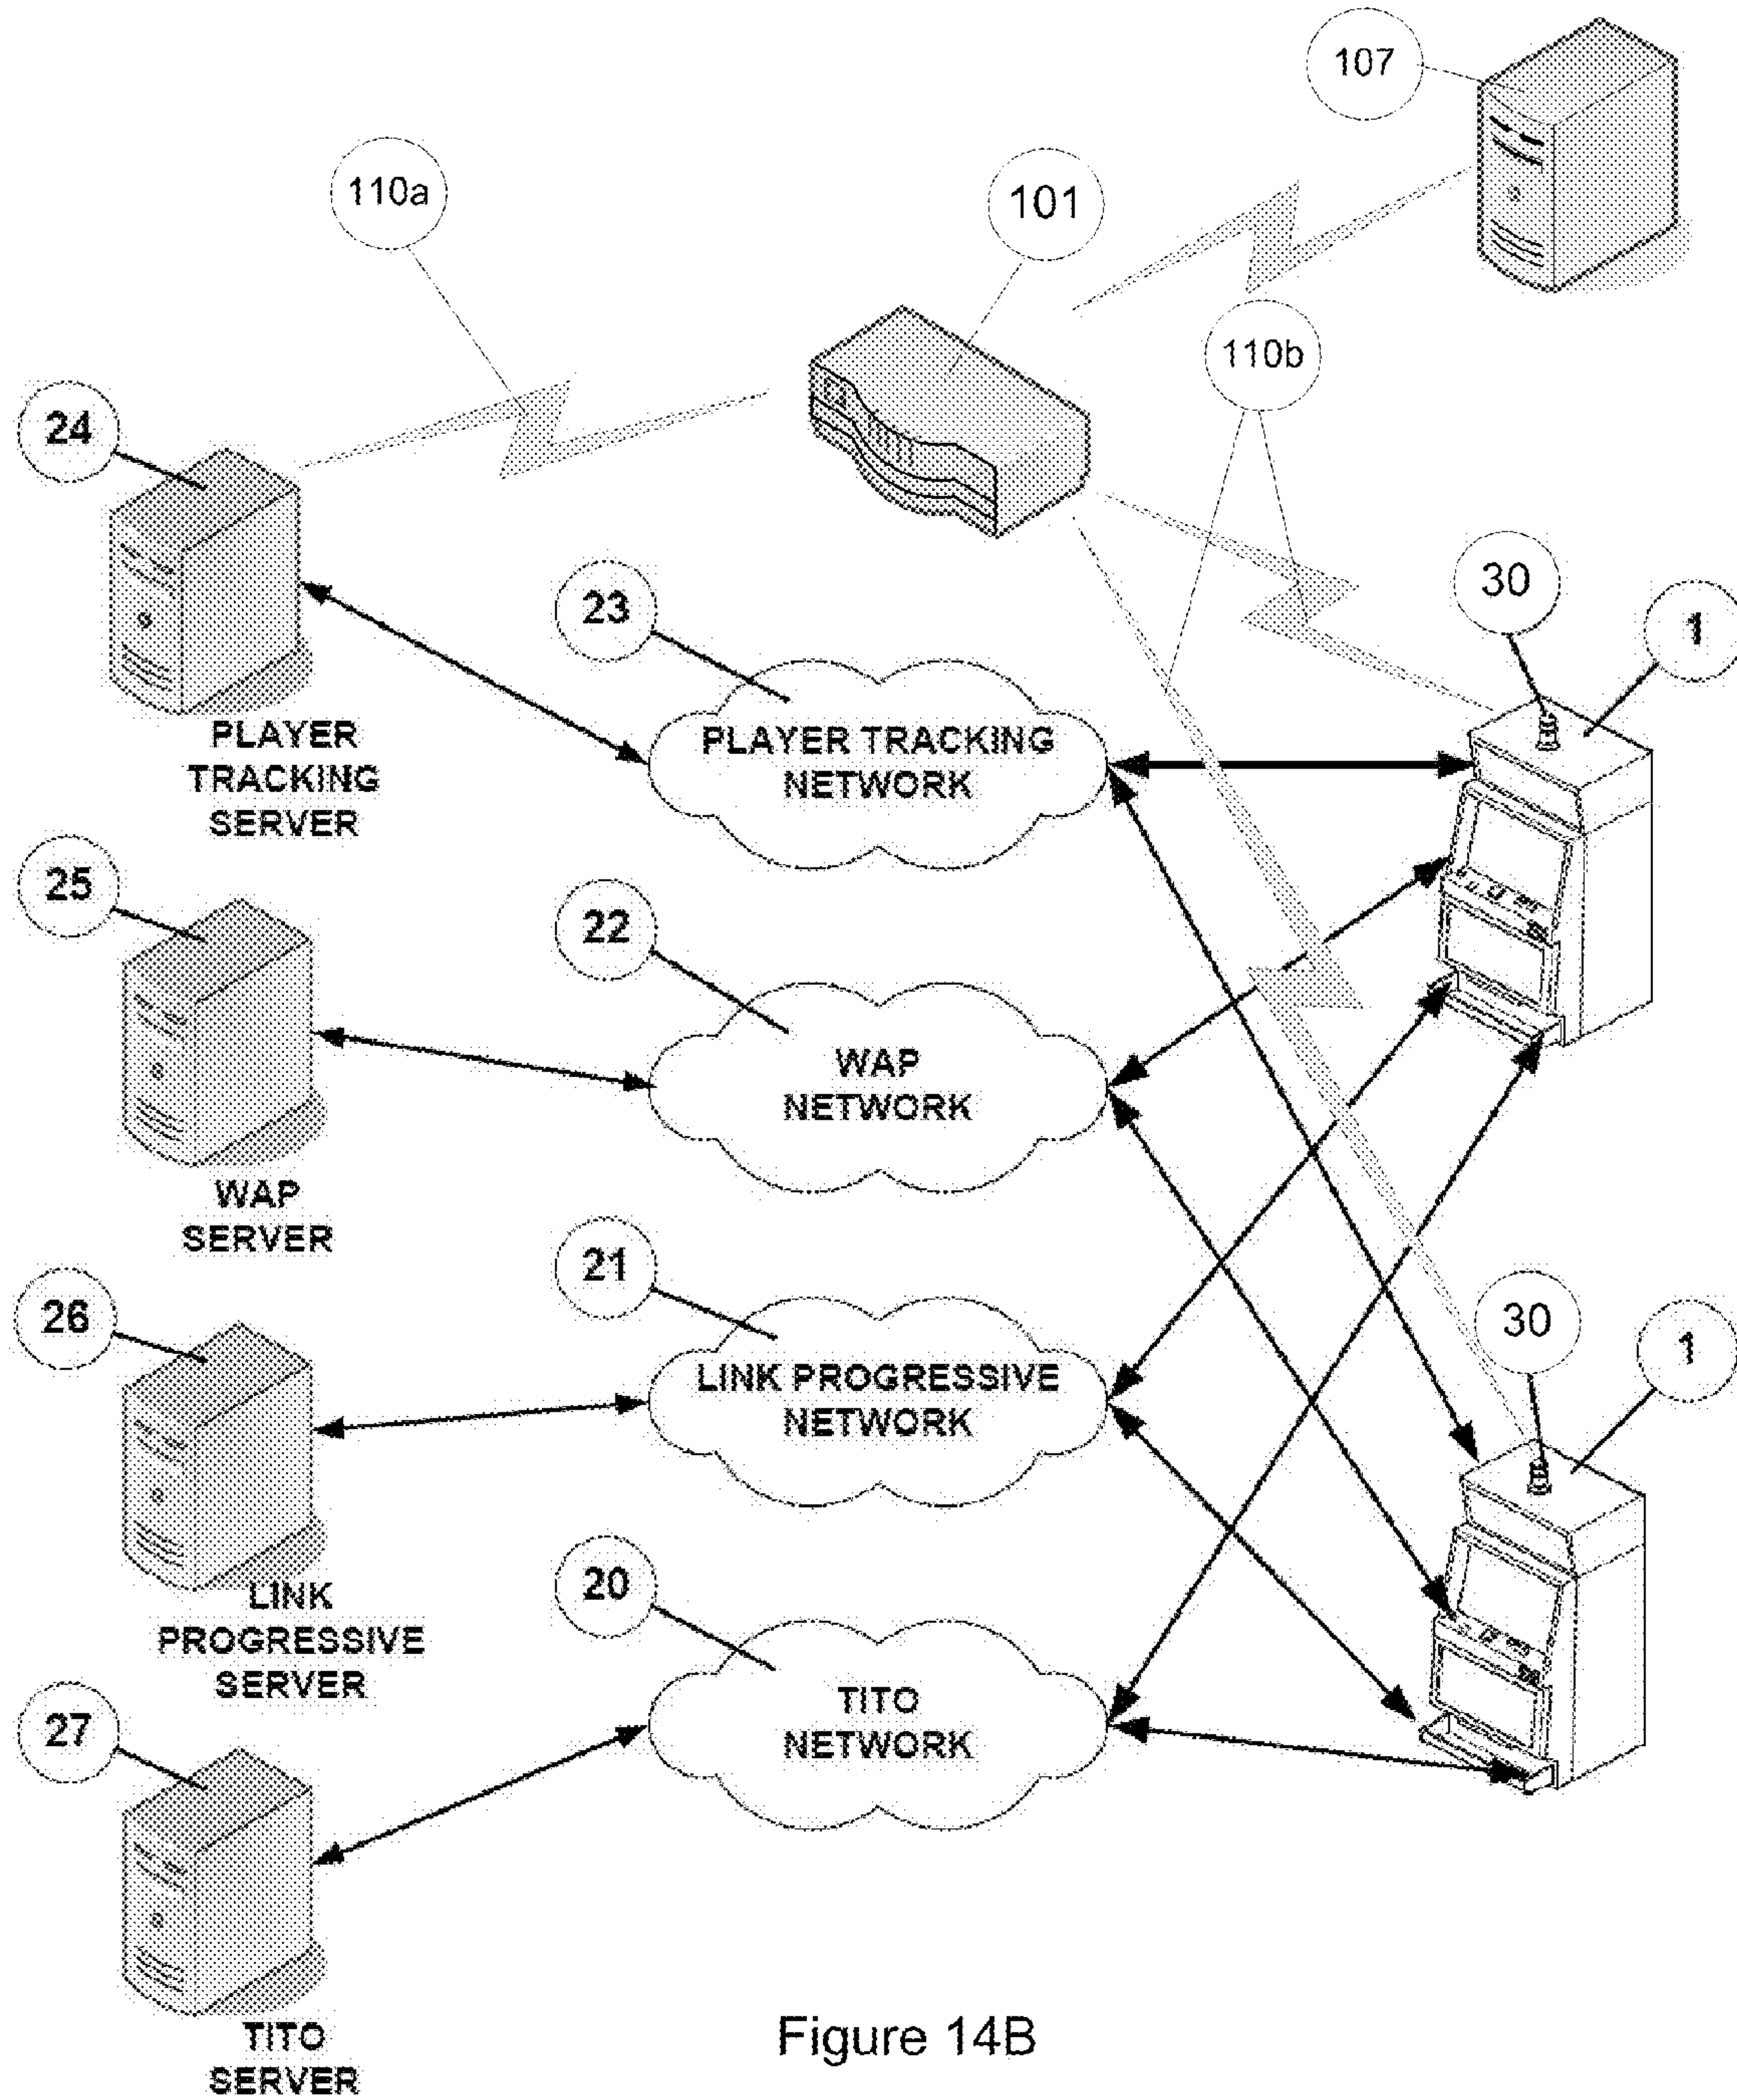 107
110a
101
110b
24
30
1
23
PLAYER
TRACKING
SERVER
PLAYER TRACKING
NETWORK
25
22
WAP
NETWORK
WAP
SERVER
21
26
30
1
LINK PROGRESSIVE
NETWORK
20
LINK
PROGRESSIVE
SERVER
27
TITO
NETWORK
TITO
SERVER
Figure 14B